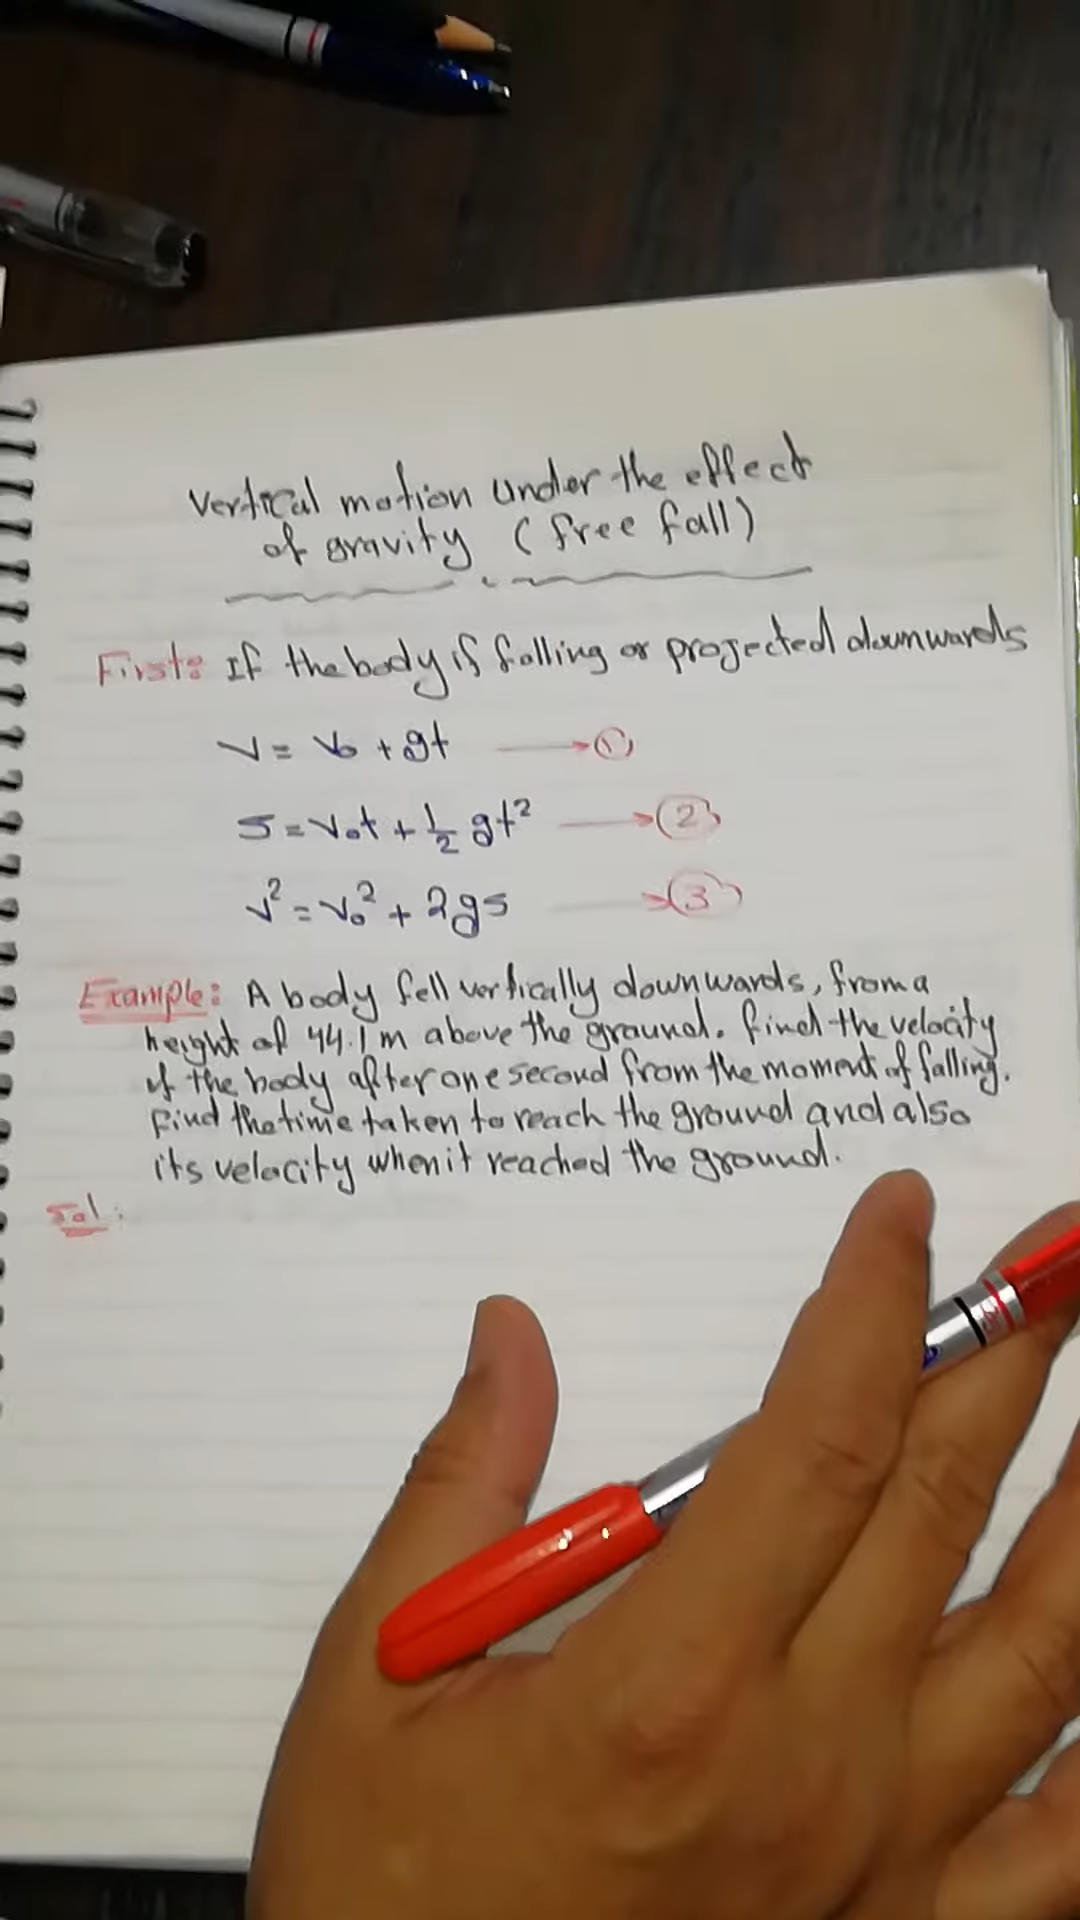 Vertical motion under the effect
of gravity (free fall)
First: If the body if falling or projected downwards
V = V₀ + gt → ①
S = V₀t + ½ gt² → ②
V² = V₀² + 2gs → ③
Example: A body fell vertically downwards, from a
height of 44.1 m above the ground. find the velocity
of the body after one second from the moment of falling.
Find the time taken to reach the ground and also
its velocity when it reached the ground.
Sol: